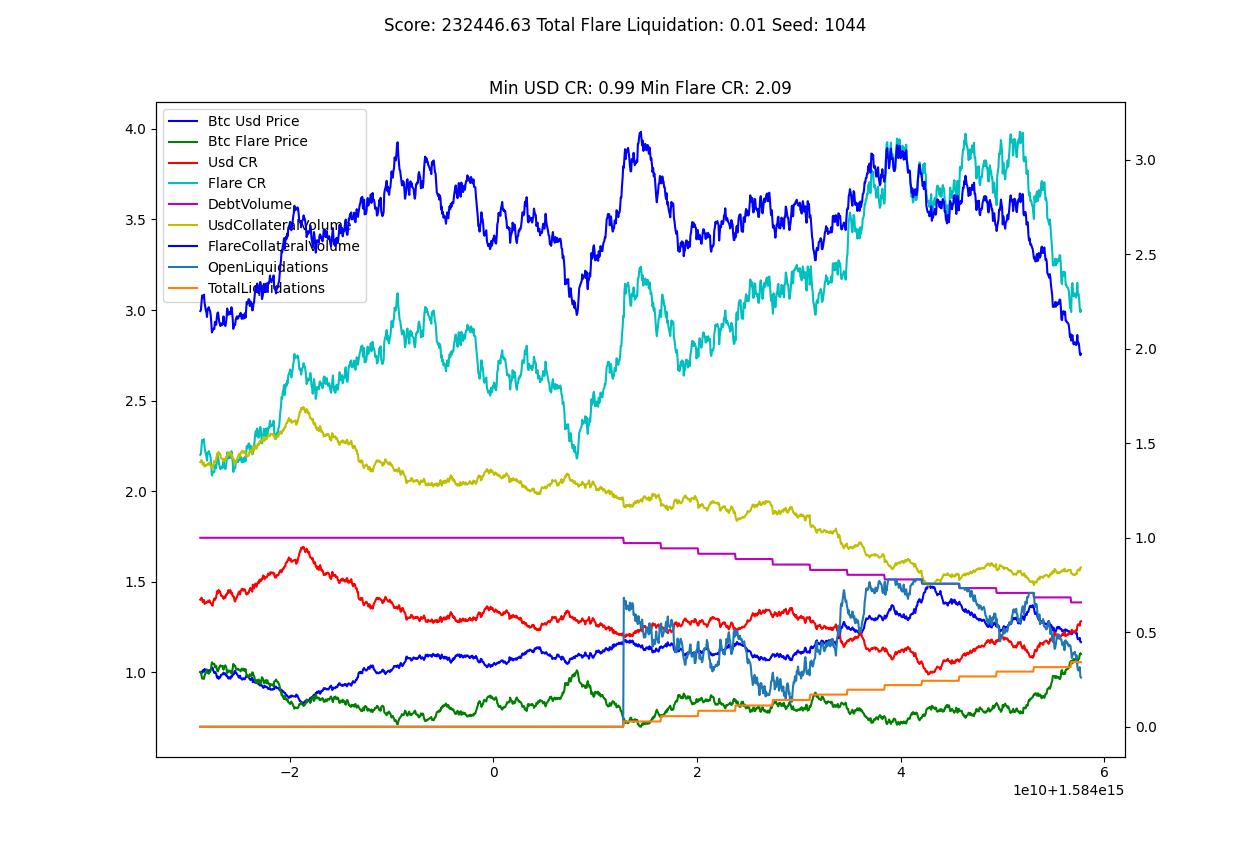 Score: 232446.63 Total Flare Liquidation: 0.01 Seed: 1044
Min USD CR: 0.99 Min Flare CR: 2.09
Btc Usd Price
Btc Flare Price
Usd CR
Flare CR
DebtVolume
UsdCollateralVolume
FlareCollateralVolume
OpenLiquidations
TotalLiquidations
4.0
3.5
3.0
2.5
2.0
1.5
1.0
3.0
2.5
2.0
1.5
1.0
0.5
0.0
−2
0
2
4
6
1e10+1.584e15